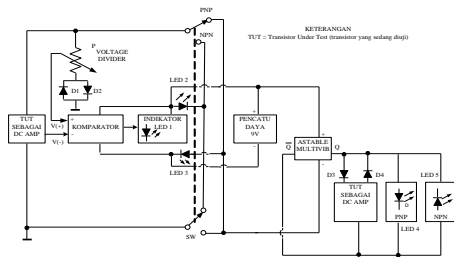 PNP
NPN
KETERANGAN
TUT = Transistor Under Test (transistor yang sedang diuji)
P
VOLTAGE
DIVIDER
D1
D2
LED 2
TUT
SEBAGAI
DC AMP
V(+)
V(-)
+
-
KOMPARATOR
INDIKATOR
LED 1
LED 3
+
PENCATU
DAYA
9V
-
+
ASTABLE
MULTIVIB
-
Q
Q
D3
D4
TUT
SEBAGAI
DC AMP
LED 5
PNP
NPN
LED 4
SW